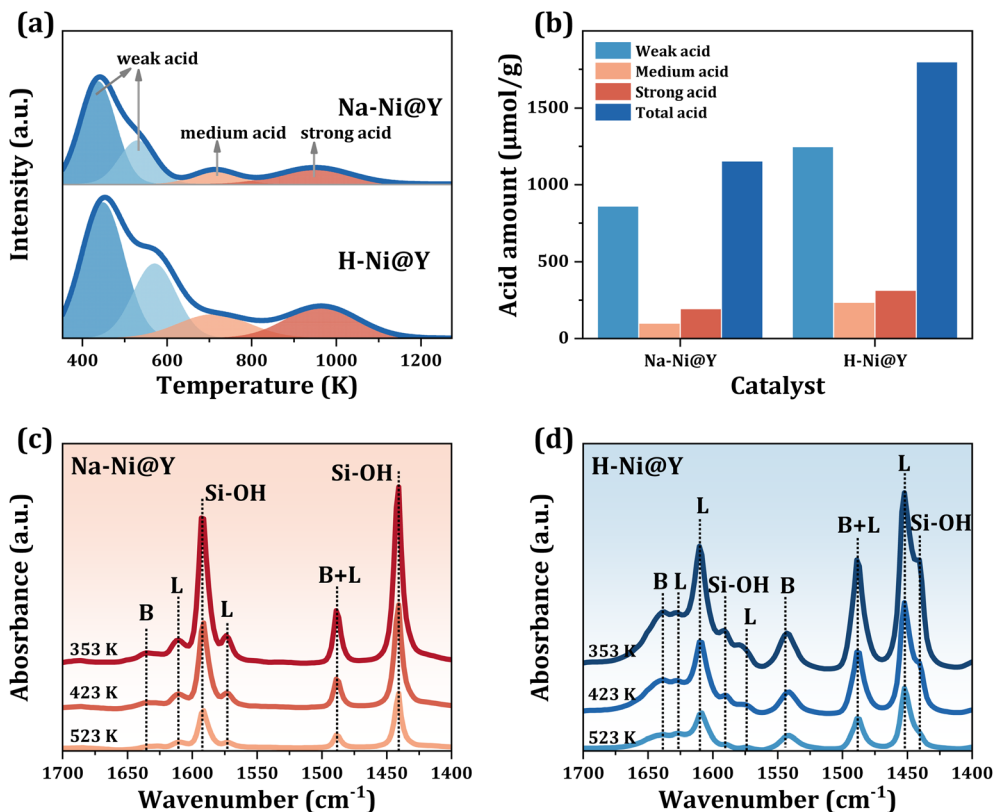 (a)
weak acid
Na-Ni@Y
medium acid
strong acid
H-Ni@Y
Intensity (a.u.)
400 600 800 1000 1200
Temperature (K)
(b)
Weak acid
Medium acid
Strong acid
Total acid
Acid amount (μmol/g)
1750
1000
500
0
Na-Ni@Y H-Ni@Y
Catalyst
(c)
Na-Ni@Y
Si-OH
Si-OH
B
L
L
B+L
353 K
423 K
523 K
Absorbance (a.u.)
1700 1650 1600 1550 1500 1450 1400
Wavenumber (cm-1)
(d)
H-Ni@Y
L
L
B+L
Si-OH
B
L
Si-OH
B
L
353 K
423 K
523 K
Absorbance (a.u.)
1700 1650 1600 1550 1500 1450 1400
Wavenumber (cm-1)